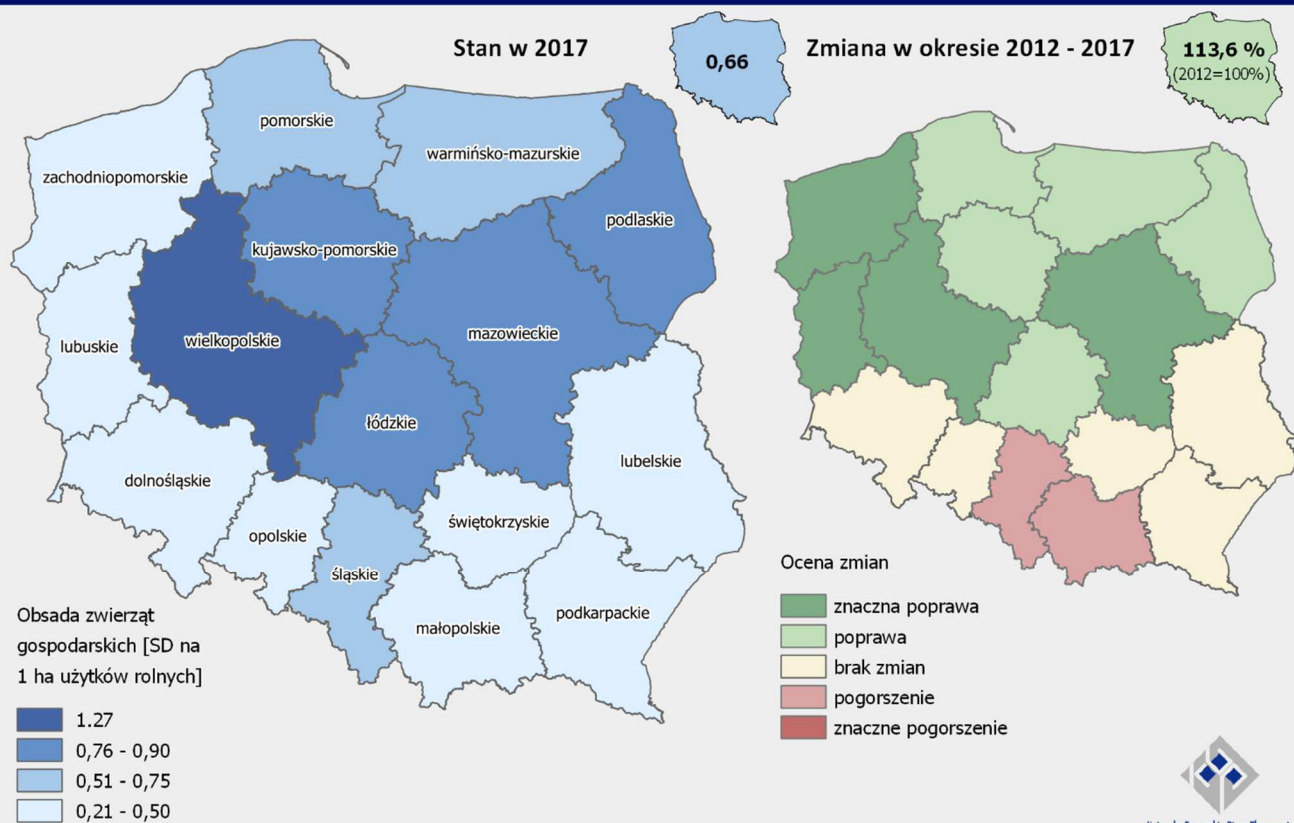 Stan w 2017
0,66
Zmiana w okresie 2012 - 2017
113,6 %
(2012=100%)
pomorskie
warmińsko-mazurskie
zachodniopomorskie
podlaskie
kujawsko-pomorskie
mazowieckie
wielkopolskie
lubuskie
łódzkie
lubelskie
dolnośląskie
świętokrzyskie
opolskie
śląskie
podkarpackie
małopolskie
Obsada zwierząt
gospodarskich [SD na
1 ha użytków rolnych]
1.27
0,76 - 0,90
0,51 - 0,75
0,21 - 0,50
Ocena zmian
znaczna poprawa
poprawa
brak zmian
pogorszenie
znaczne pogorszenie